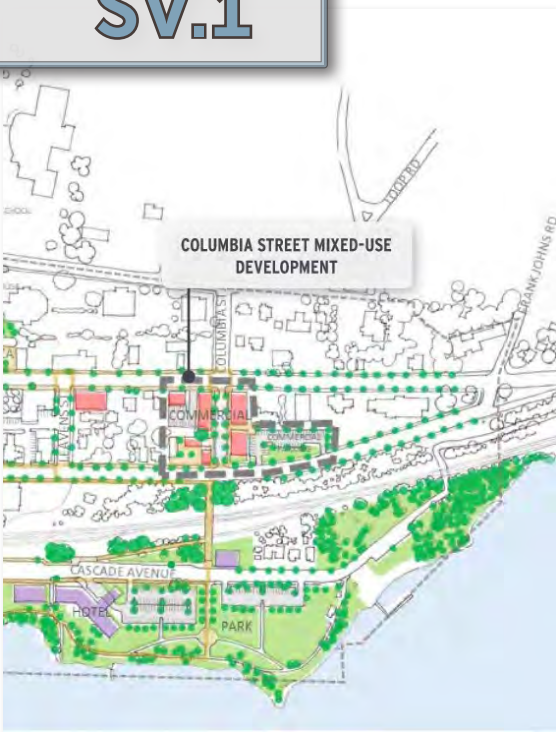 SV.1
LOOP RD
COLUMBIA STREET MIXED-USE
DEVELOPMENT
FRANK JOHNS RD
COLUMBIA ST
COMMERCIAL
COMMERCIAL
CASCADE AVENUE
HOTEL
PARK